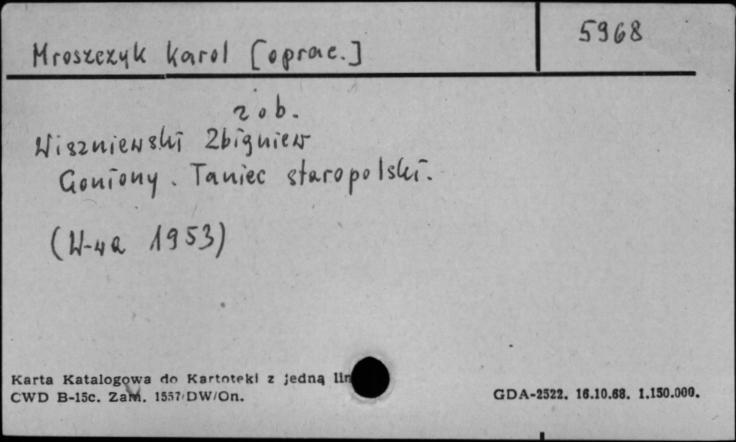 Mroszczyk Karol [oprac.]
5968
zob.
Wiszniewski Zbigniew
Goniony. Taniec staropolski.
(W-wa 1953)
Karta Katalogowa do Kartoteki z jedną lin
CWD B-15c. Zam. 1557/DW/On.
GDA-2522. 16.10.68. 1.150.000.